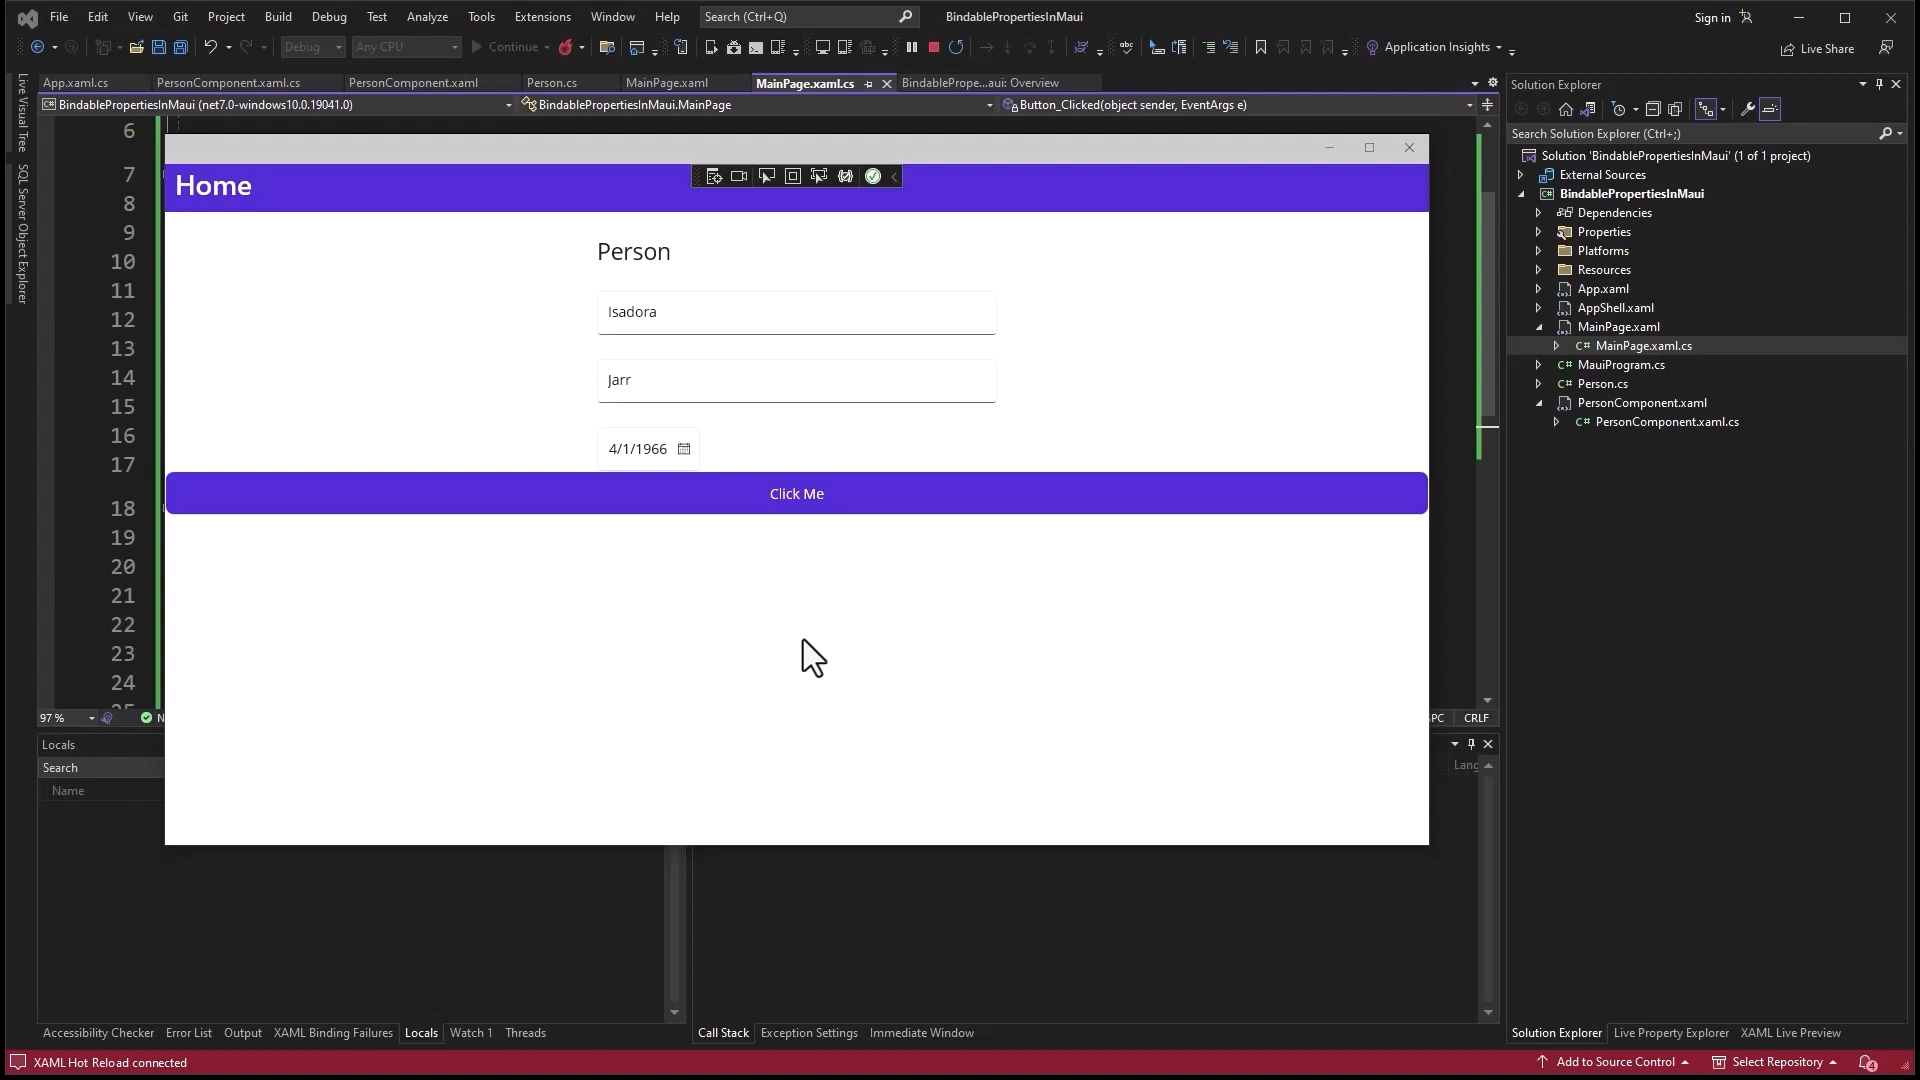 File Edit View Git Project Build Debug Test Analyze Tools Extensions Window Help Search (Ctrl+Q) BindablePropertiesInMaui Sign in
Debug Any CPU Continue Application Insights Live Share
App.xaml.cs PersonComponent.xaml.cs PersonComponent.xaml Person.cs MainPage.xaml MainPage.xaml.cs BindablePrope...aui: Overview
BindablePropertiesInMaui (net7.0-windows10.0.19041.0) BindablePropertiesInMaui.MainPage Button_Clicked(object sender, EventArgs e)
Live Visual Tree
SQL Server Object Explorer
6
7
8
9
10
11
12
13
14
15
16
17
18
19
20
21
22
23
24
25
Home
Person
Isadora
Jarr
4/1/1966
Click Me
97 % N SPC CRLF
Locals
Search
Name
Lang
Accessibility Checker Error List Output XAML Binding Failures Locals Watch 1 Threads
Call Stack Exception Settings Immediate Window
Solution Explorer
Search Solution Explorer (Ctrl+;)
Solution 'BindablePropertiesInMaui' (1 of 1 project)
External Sources
BindablePropertiesInMaui
Dependencies
Properties
Platforms
Resources
App.xaml
AppShell.xaml
MainPage.xaml
C# MainPage.xaml.cs
C# MauiProgram.cs
C# Person.cs
PersonComponent.xaml
C# PersonComponent.xaml.cs
Solution Explorer Live Property Explorer XAML Live Preview
XAML Hot Reload connected Add to Source Control Select Repository 4